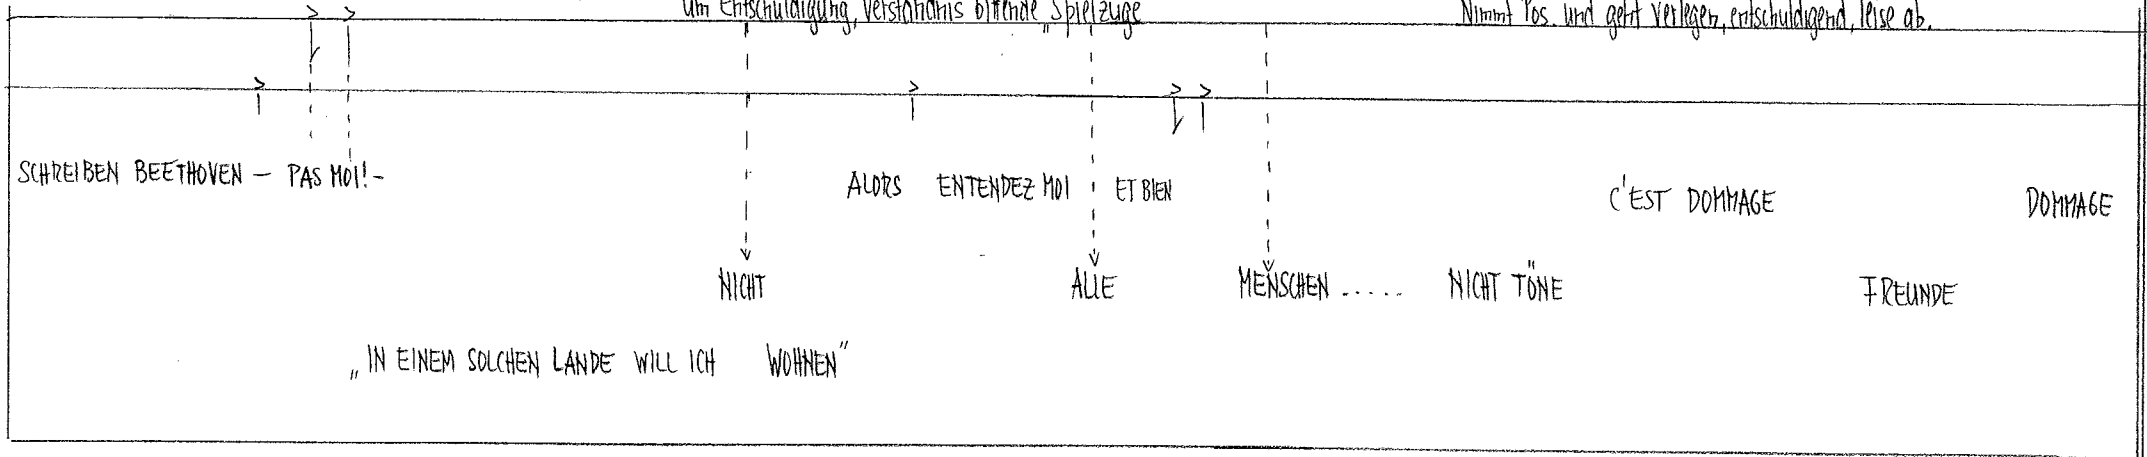 um Entschuldigung, Verständnis bittende „Spielzüge Nimmt Pos. und geht verlegen, entschuldigend, leise ab.
SCHREIBEN BEETHOVEN – PAS MOI! – ALORS ENTENDEZ MOI ET BIEN C'EST DOMMAGE DOMMAGE
NICHT ALLE MENSCHEN ..... NICHT TÖNE FREUNDE
„IN EINEM SOLCHEN LANDE WILL ICH WOHNEN"